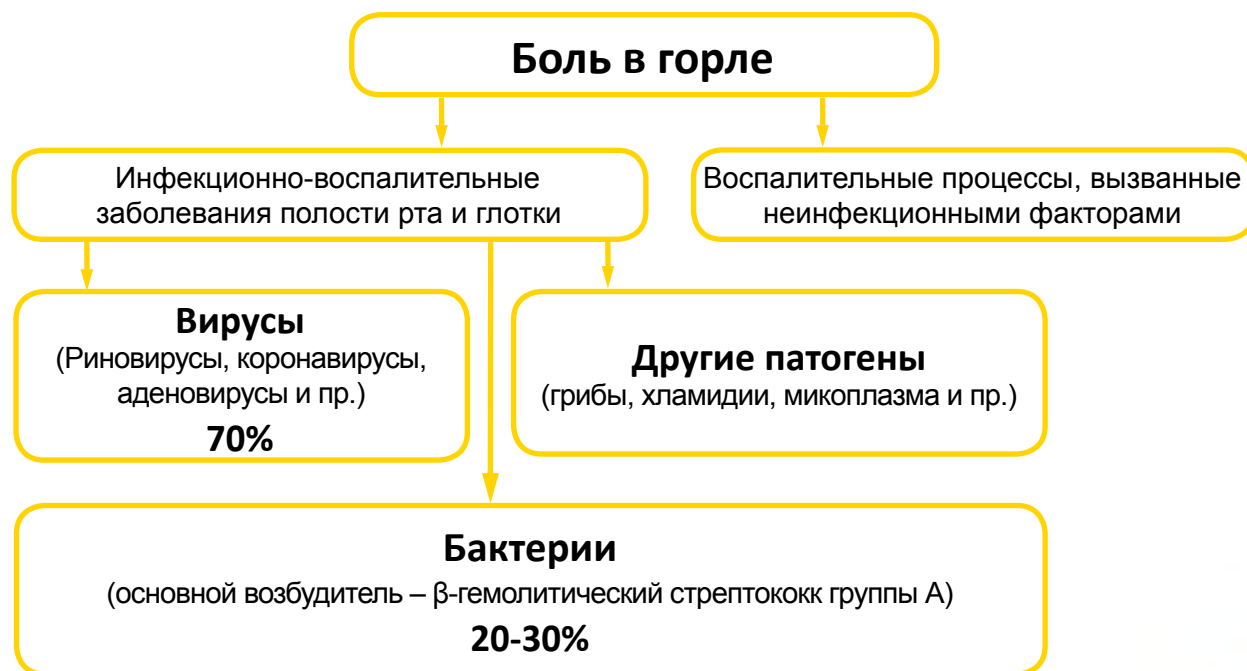 Боль в горле
Инфекционно-воспалительные
заболевания полости рта и глотки
Воспалительные процессы, вызванные
неинфекционными факторами
Вирусы
(Риновирусы, коронавирусы,
аденовирусы и пр.)
70%
Другие патогены
(грибы, хламидии, микоплазма и пр.)
Бактерии
(основной возбудитель – β-гемолитический стрептококк группы А)
20-30%